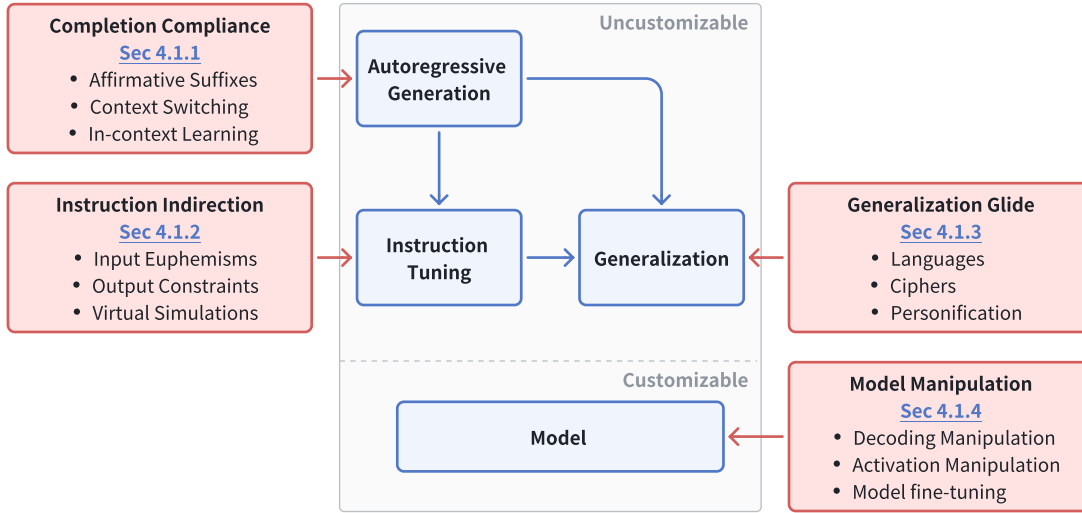 Completion Compliance
Sec 4.1.1
• Affirmative Suffixes
• Context Switching
• In-context Learning
Instruction Indirection
Sec 4.1.2
• Input Euphemisms
• Output Constraints
• Virtual Simulations
Uncustomizable
Autoregressive
Generation
Instruction
Tuning
Generalization
Customizable
Model
Generalization Glide
Sec 4.1.3
• Languages
• Ciphers
• Personification
Model Manipulation
Sec 4.1.4
• Decoding Manipulation
• Activation Manipulation
• Model fine-tuning